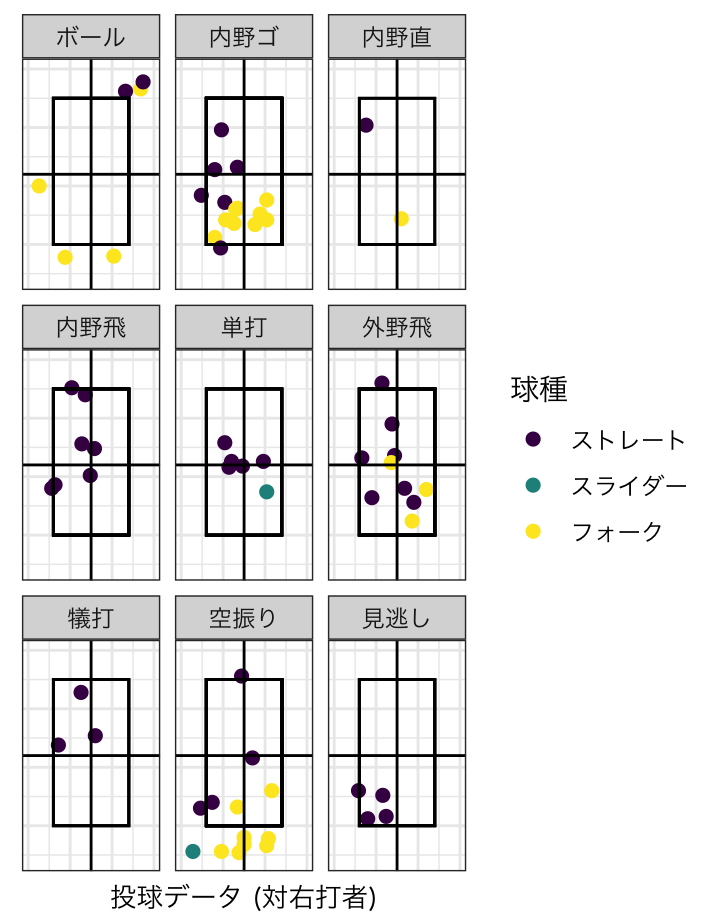 ボール
内野ゴ
内野直
内野飛
単打
外野飛
犠打
空振り
見逃し
球種
ストレート
スライダー
フォーク
投球データ (対右打者)